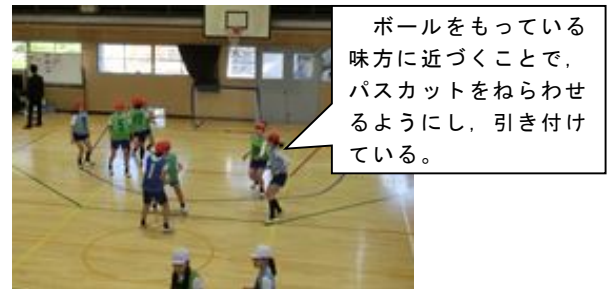 ボールをもっている
味方に近づくことで，
パスカットをねらわせ
るようにし，引き付け
ている。